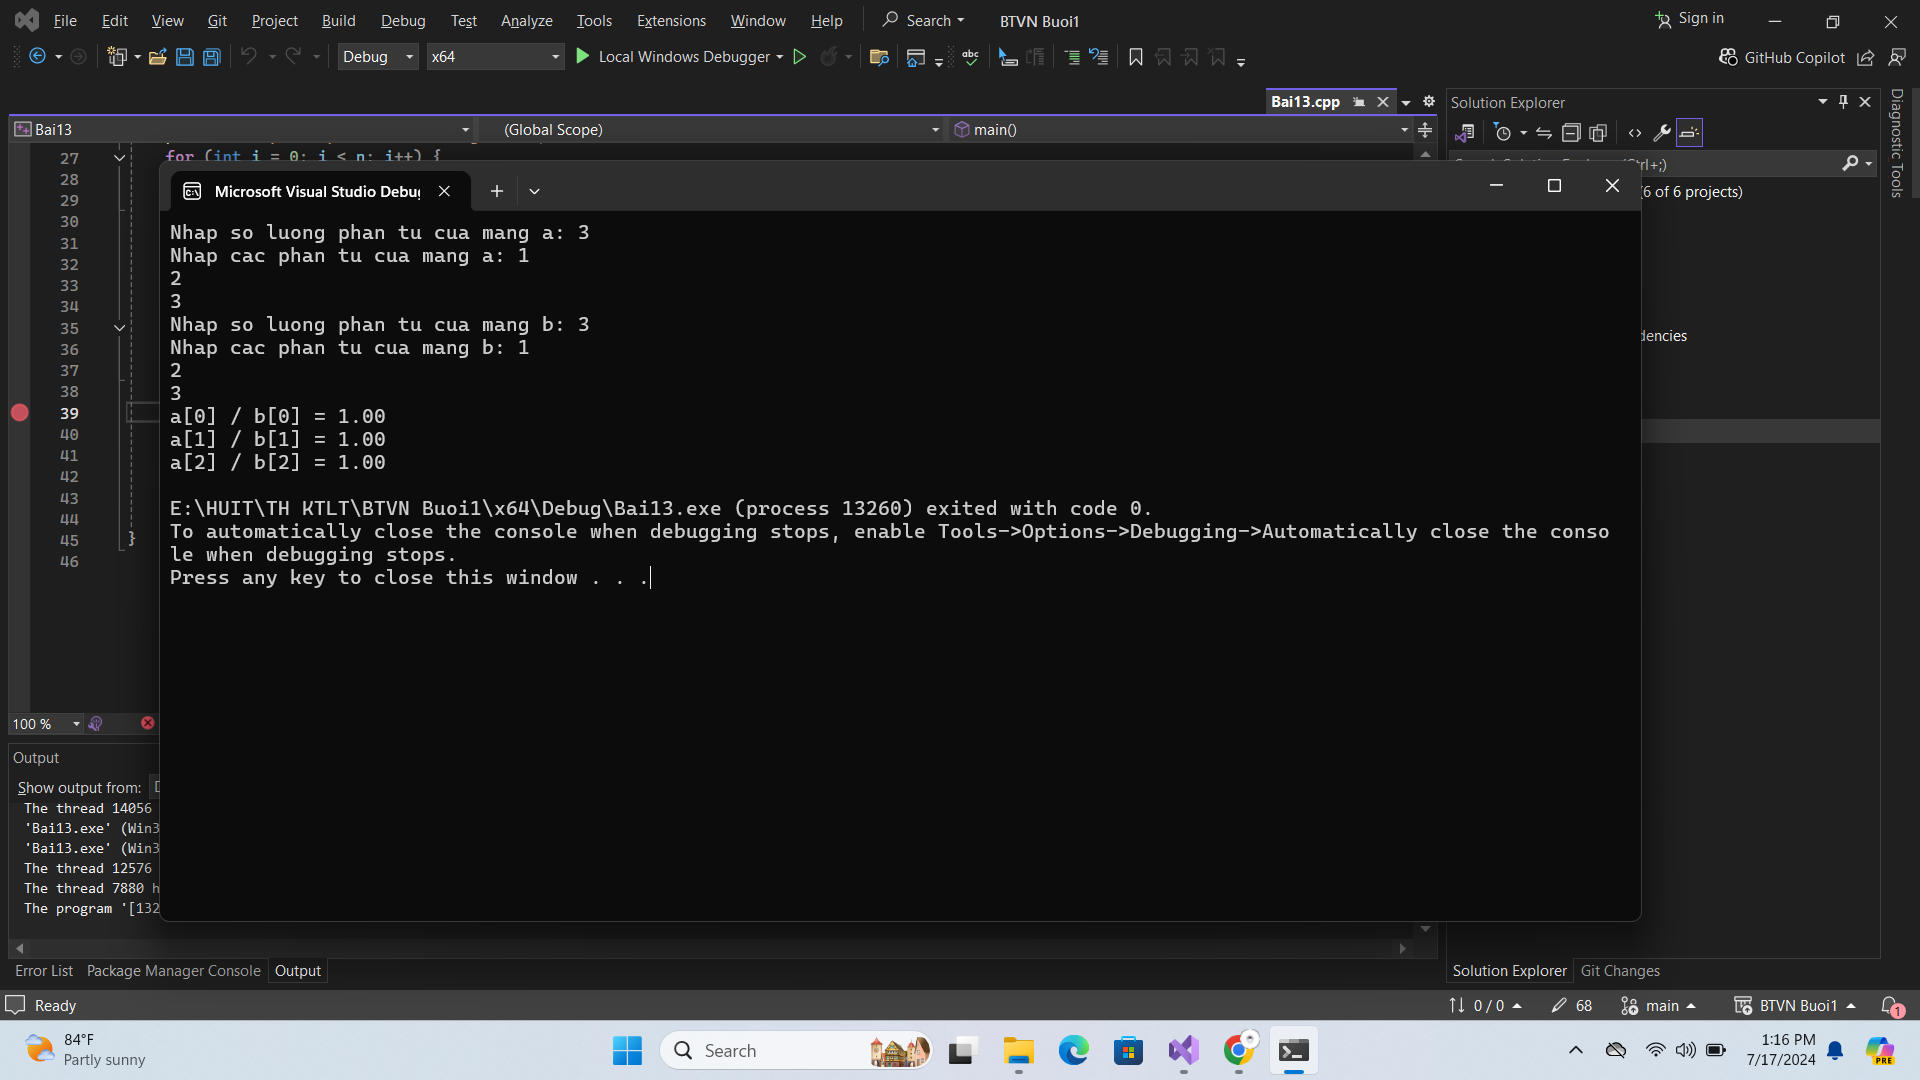 File Edit View Git Project Build Debug Test Analyze Tools Extensions Window Help Search BTVN Buoi1 Sign in
Debug x64 Local Windows Debugger GitHub Copilot
Bai13.cpp
Solution Explorer
Bai13 (Global Scope) main()
27 for (int i = 0; i < n; i++) {
28
29
30
31
32
33
34
35
36
37
38
39
40
41
42
43
44
45 }
46
Ctrl+;)
(6 of 6 projects)
Diagnostic Tools
Microsoft Visual Studio Debu
Nhap so luong phan tu cua mang a: 3
Nhap cac phan tu cua mang a: 1
2
3
Nhap so luong phan tu cua mang b: 3
Nhap cac phan tu cua mang b: 1
2
3
a[0] / b[0] = 1.00
a[1] / b[1] = 1.00
a[2] / b[2] = 1.00
E:\HUIT\TH KTLT\BTVN Buoi1\x64\Debug\Bai13.exe (process 13260) exited with code 0.
To automatically close the console when debugging stops, enable Tools->Options->Debugging->Automatically close the conso
le when debugging stops.
Press any key to close this window . . .
dencies
100 %
Output
Show output from:
The thread 14056
'Bai13.exe' (Win3
'Bai13.exe' (Win3
The thread 12576
The thread 7880 h
The program '[132
Error List Package Manager Console Output
Solution Explorer Git Changes
Ready 0 / 0 68 main BTVN Buoi1 1
84°F
Partly sunny
Search
1:16 PM
7/17/2024
PRE